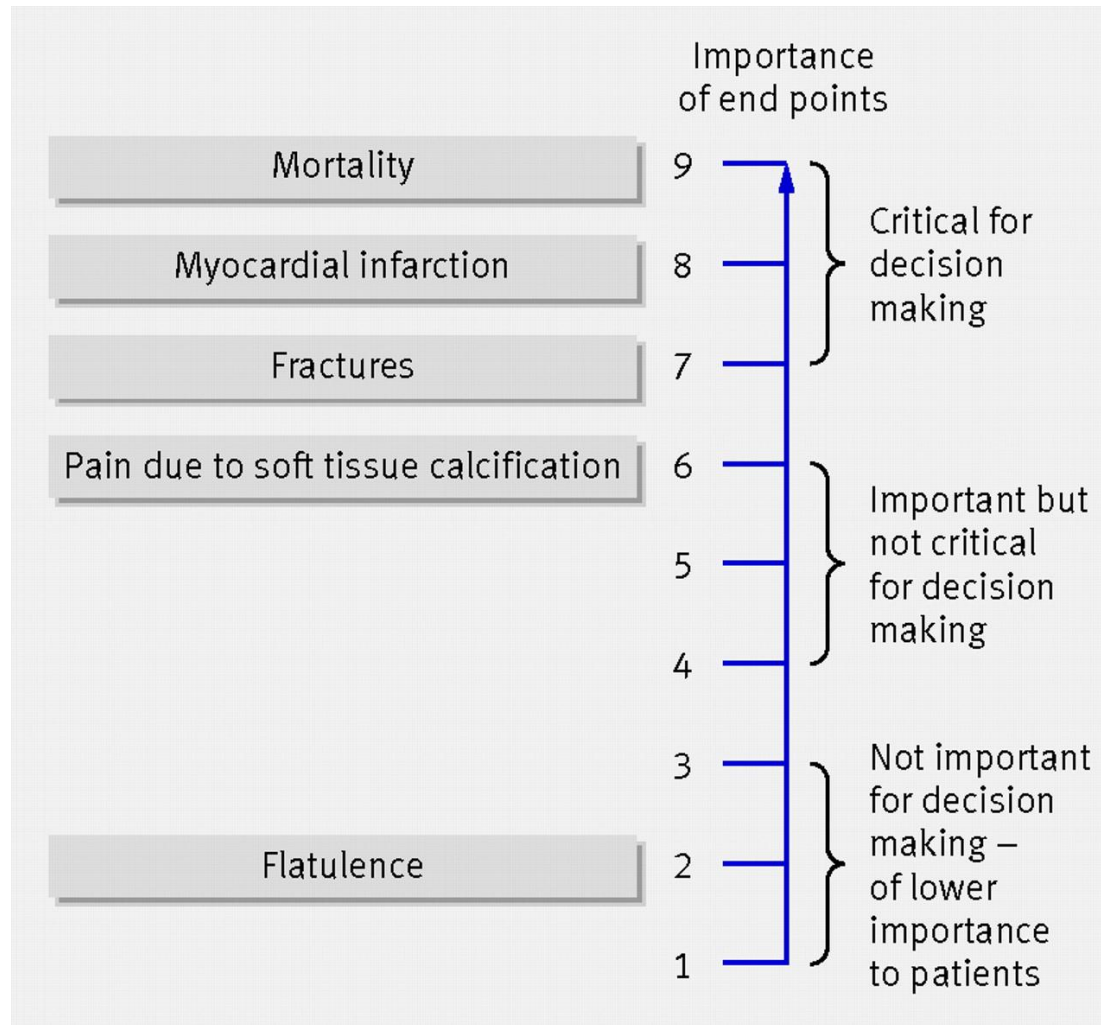 Importance
of end points
Mortality
9
Myocardial infarction
8
Critical for
decision
making
Fractures
7
Pain due to soft tissue calcification
6
5
Important but
not critical
for decision
making
4
3
Flatulence
2
Not important
for decision
making –
of lower
importance
to patients
1